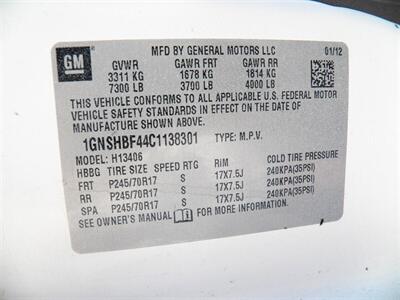 GM
MFD BY GENERAL MOTORS LLC 01/12
GVWR GAWR FRT GAWR RR
3311 KG 1678 KG 1814 KG
7300 LB 3700 LB 4000 LB
THIS VEHICLE CONFORMS TO ALL APPLICABLE U.S. FEDERAL MOTOR
VEHICLE SAFETY STANDARDS IN EFFECT ON THE DATE OF
MANUFACTURE SHOWN ABOVE.
1GNSHBF44C1138301 TYPE: M.P.V.
MODEL: H13406
HBBG TIRE SIZE SPEED RTG RIM COLD TIRE PRESSURE
FRT P245/70R17 S 17X7.5J 240KPA(35PSI)
RR P245/70R17 S 17X7.5J 240KPA(35PSI)
SPA P245/70R17 S 17X7.5J 240KPA(35PSI)
SEE OWNER'S MANUAL FOR MORE INFORMATION.